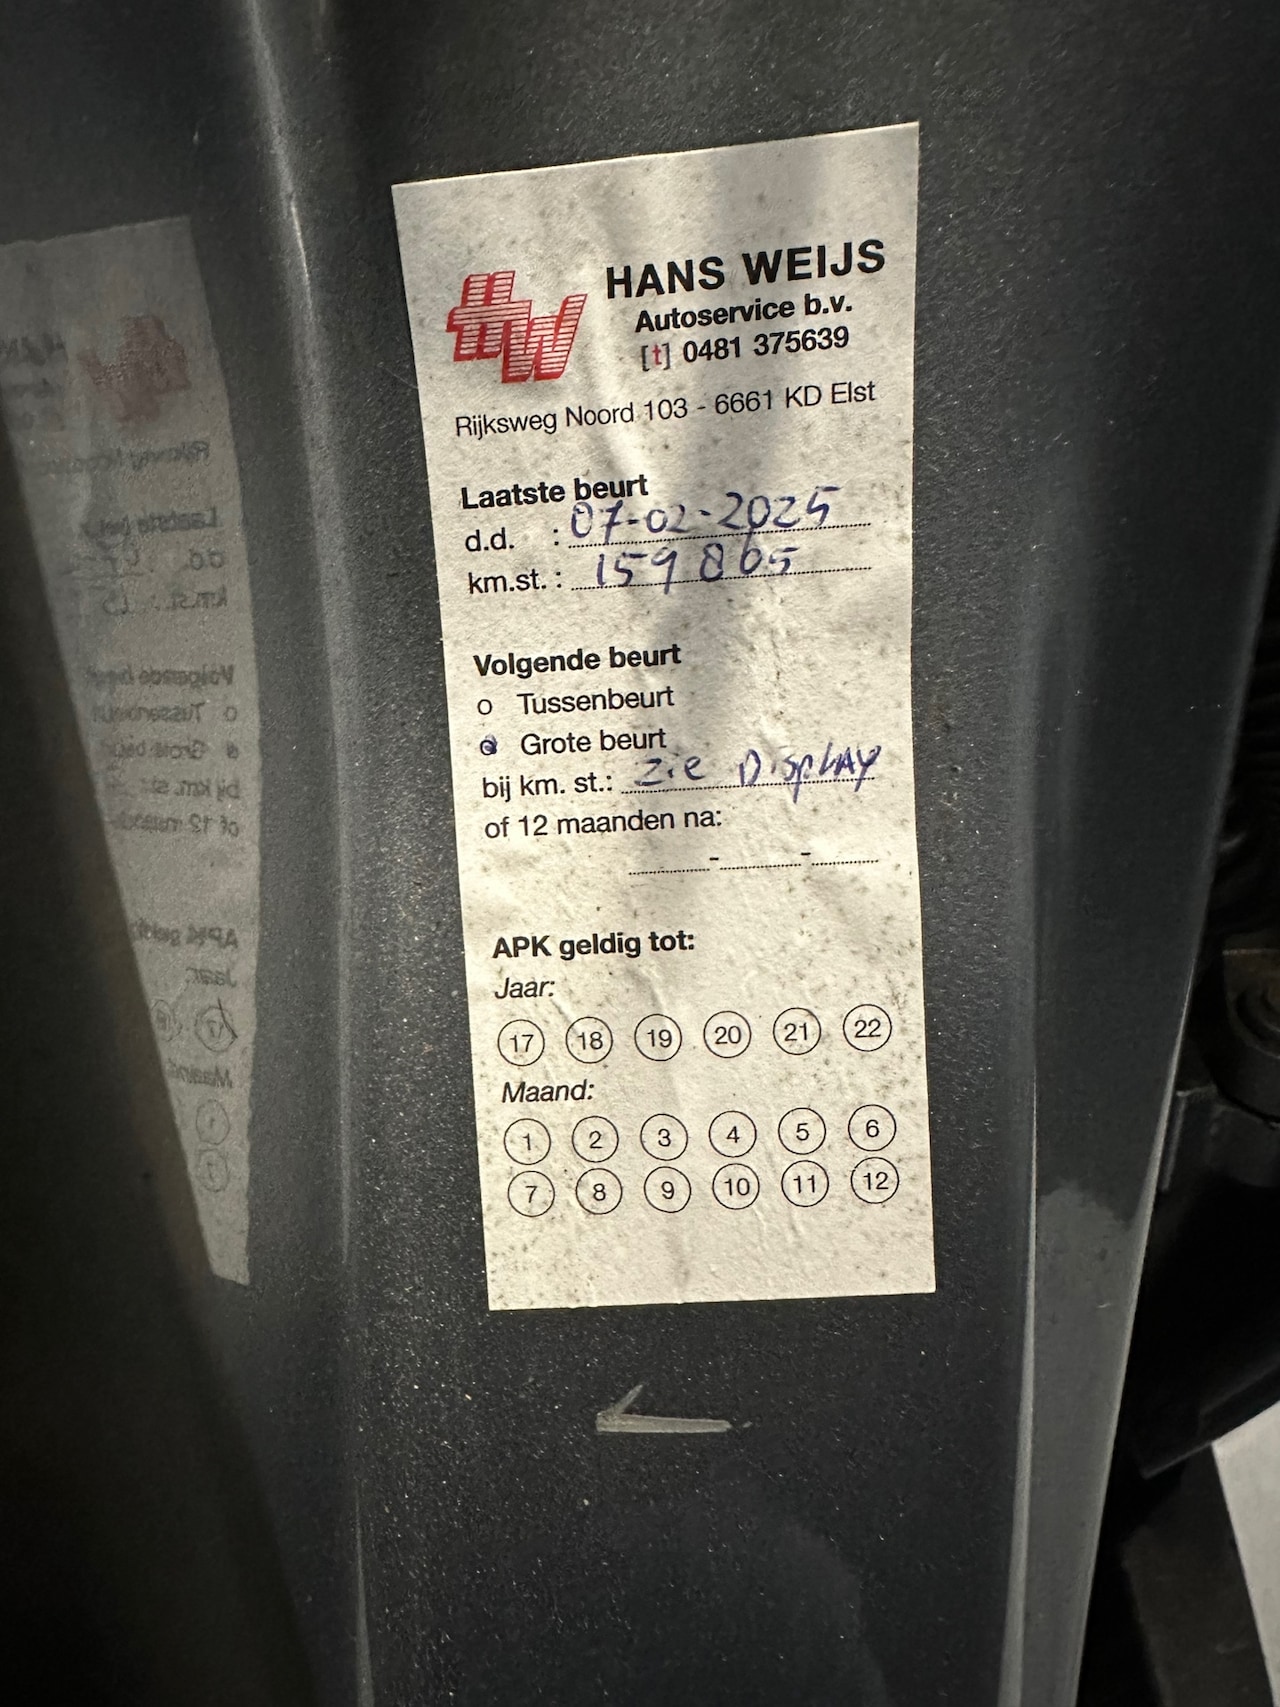 HW
HANS WEIJS
Autoservice b.v.
[t] 0481 375639
Rijksweg Noord 103 - 6661 KD Elst
Laatste beurt
d.d. : 07-02-2025
km.st. : 159865
Volgende beurt
o Tussenbeurt
o Grote beurt
bij km. st.: zie DispLAY
of 12 maanden na:
- -
APK geldig tot:
Jaar:
17 18 19 20 21 22
Maand:
1 2 3 4 5 6
7 8 9 10 11 12